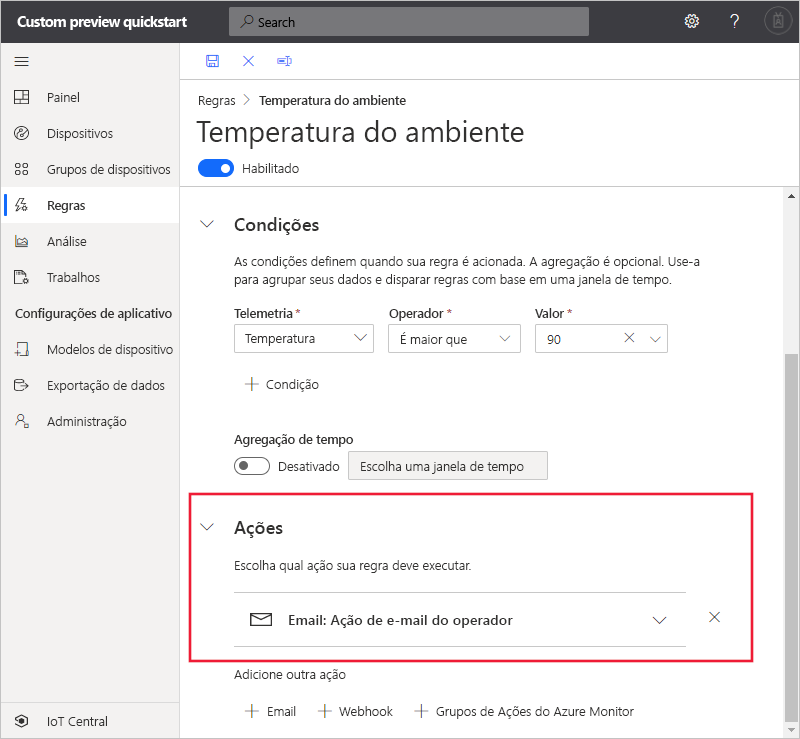 Custom preview quickstart
Search
?
Painel
Dispositivos
Grupos de dispositivos
Regras
Análise
Trabalhos
Configurações de aplicativo
Modelos de dispositivo
Exportação de dados
Administração
IoT Central
Regras > Temperatura do ambiente
Temperatura do ambiente
Habilitado
Condições
As condições definem quando sua regra é acionada. A agregação é opcional. Use-a
para agrupar seus dados e disparar regras com base em uma janela de tempo.
Telemetria * Operador * Valor *
Temperatura É maior que 90
+ Condição
Agregação de tempo
Desativado Escolha uma janela de tempo
Ações
Escolha qual ação sua regra deve executar.
Email: Ação de e-mail do operador
Adicione outra ação
+ Email + Webhook + Grupos de Ações do Azure Monitor